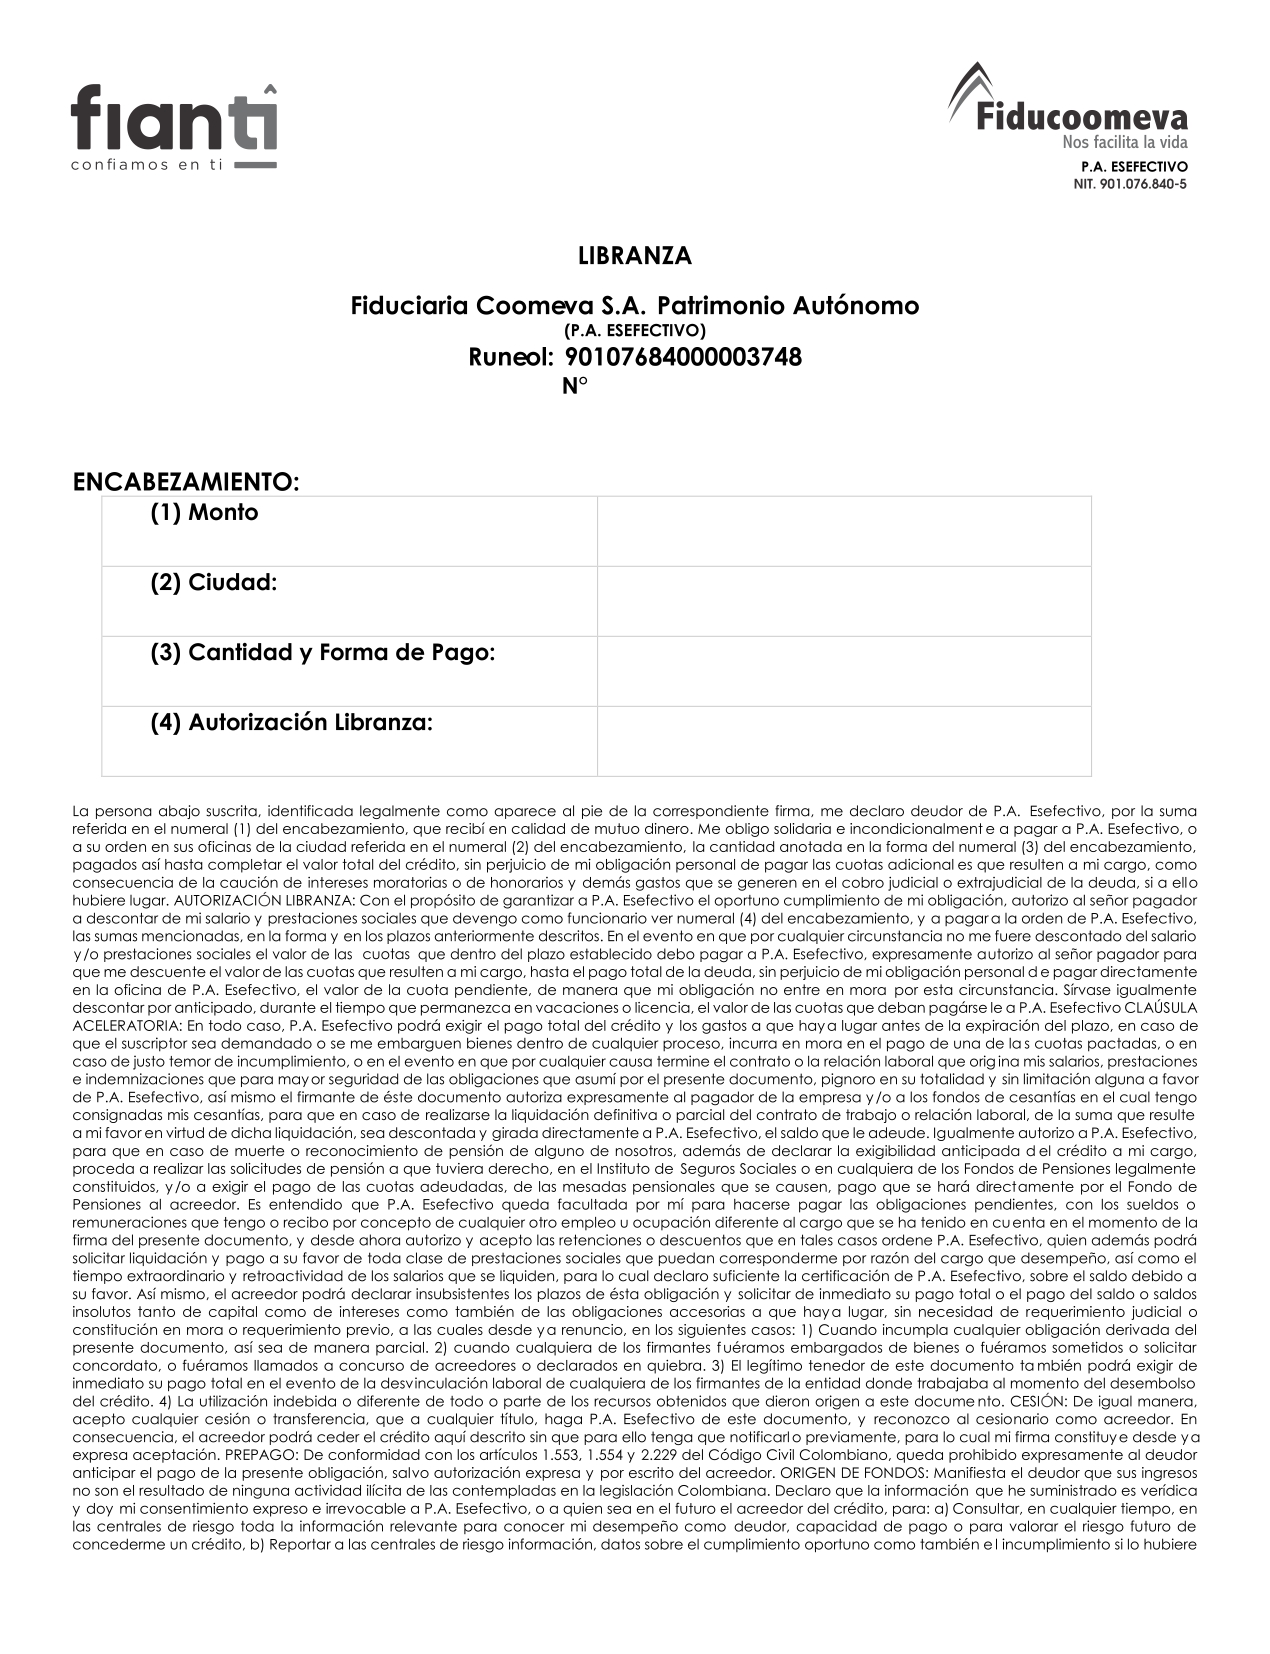 fianti
confiamos en ti
Fiducoomeva
Nos facilita la vida
P.A. ESEFECTIVO
NIT. 901.076.840-5
LIBRANZA
Fiduciaria Coomeva S.A. Patrimonio Autónomo
(P.A. ESEFECTIVO)
Runeol: 90107684000003748
N°
ENCABEZAMIENTO:
(1) Monto
(2) Ciudad:
(3) Cantidad y Forma de Pago:
(4) Autorización Libranza:
La persona abajo suscrita, identificada legalmente como aparece al pie de la correspondiente firma, me declaro deudor de P.A. Esefectivo, por la suma
referida en el numeral (1) del encabezamiento, que recibí en calidad de mutuo dinero. Me obligo solidaria e incondicionalmente a pagar a P.A. Esefectivo, o
a su orden en sus oficinas de la ciudad referida en el numeral (2) del encabezamiento, la cantidad anotada en la forma del numeral (3) del encabezamiento,
pagados así hasta completar el valor total del crédito, sin perjuicio de mi obligación personal de pagar las cuotas adicionales que resulten a mi cargo, como
consecuencia de la caución de intereses moratorios o de honorarios y demás gastos que se generen en el cobro judicial o extrajudicial de la deuda, si a ello
hubiere lugar. AUTORIZACIÓN LIBRANZA: Con el propósito de garantizar a P.A. Esefectivo el oportuno cumplimiento de mi obligación, autorizo al señor pagador
a descontar de mi salario y prestaciones sociales que devengo como funcionario ver numeral (4) del encabezamiento, y a pagar a la orden de P.A. Esefectivo,
las sumas mencionadas, en la forma y en los plazos anteriormente descritos. En el evento en que por cualquier circunstancia no me fuere descontado del salario
y/o prestaciones sociales el valor de las cuotas que dentro del plazo establecido debo pagar a P.A. Esefectivo, expresamente autorizo al señor pagador para
que me descuente el valor de las cuotas que resulten a mi cargo, hasta el pago total de la deuda, sin perjuicio de mi obligación personal de pagar directamente
en la oficina de P.A. Esefectivo, el valor de la cuota pendiente, de manera que mi obligación no entre en mora por esta circunstancia. Sírvase igualmente
descontar por anticipado, durante el tiempo que permanezca en vacaciones o licencia, el valor de las cuotas que deban pagársele a P.A. Esefectivo CLAÚSULA
ACELERATORIA: En todo caso, P.A. Esefectivo podrá exigir el pago total del crédito y los gastos a que haya lugar antes de la expiración del plazo, en caso de
que el suscriptor sea demandado o se me embarguen bienes dentro de cualquier proceso, incurra en mora en el pago de una de las cuotas pactadas, o en
caso de justo temor de incumplimiento, o en el evento en que por cualquier causa termine el contrato o la relación laboral que origina mis salarios, prestaciones
e indemnizaciones que para mayor seguridad de las obligaciones que asumí por el presente documento, pignoro en su totalidad y sin limitación alguna a favor
de P.A. Esefectivo, así mismo el firmante de éste documento autoriza expresamente al pagador de la empresa y/o a los fondos de cesantías en el cual tengo
consignadas mis cesantías, para que en caso de realizarse la liquidación definitiva o parcial del contrato de trabajo o relación laboral, de la suma que resulte
a mi favor en virtud de dicha liquidación, sea descontada y girada directamente a P.A. Esefectivo, el saldo que le adeude. Igualmente autorizo a P.A. Esefectivo,
para que en caso de muerte o reconocimiento de pensión de alguno de nosotros, además de declarar la exigibilidad anticipada del crédito a mi cargo,
proceda a realizar las solicitudes de pensión a que tuviera derecho, en el Instituto de Seguros Sociales o en cualquiera de los Fondos de Pensiones legalmente
constituidos, y/o a exigir el pago de las cuotas adeudadas, de las mesadas pensionales que se causen, pago que se hará directamente por el Fondo de
Pensiones al acreedor. Es entendido que P.A. Esefectivo queda facultada por mí para hacerse pagar las obligaciones pendientes, con los sueldos o
remuneraciones que tengo o recibo por concepto de cualquier otro empleo u ocupación diferente al cargo que se ha tenido en cuenta en el momento de la
firma del presente documento, y desde ahora autorizo y acepto las retenciones o descuentos que en tales casos ordene P.A. Esefectivo, quien además podrá
solicitar liquidación y pago a su favor de toda clase de prestaciones sociales que puedan corresponderme por razón del cargo que desempeño, así como el
tiempo extraordinario y retroactividad de los salarios que se liquiden, para lo cual declaro suficiente la certificación de P.A. Esefectivo, sobre el saldo debido a
su favor. Así mismo, el acreedor podrá declarar insubsistentes los plazos de ésta obligación y solicitar de inmediato su pago total o el pago del saldo o saldos
insolutos tanto de capital como de intereses como también de las obligaciones accesorias a que haya lugar, sin necesidad de requerimiento judicial o
constitución en mora o requerimiento previo, a las cuales desde ya renuncio, en los siguientes casos: 1) Cuando incumpla cualquier obligación derivada del
presente documento, así sea de manera parcial. 2) cuando cualquiera de los firmantes fuéramos embargados de bienes o fuéramos sometidos o solicitar
concordato, o fuéramos llamados a concurso de acreedores o declarados en quiebra. 3) El legítimo tenedor de este documento también podrá exigir de
inmediato su pago total en el evento de la desvinculación laboral de cualquiera de los firmantes de la entidad donde trabajaba al momento del desembolso
del crédito. 4) La utilización indebida o diferente de todo o parte de los recursos obtenidos que dieron origen a este documento. CESIÓN: De igual manera,
acepto cualquier cesión o transferencia, que a cualquier título, haga P.A. Esefectivo de este documento, y reconozco al cesionario como acreedor. En
consecuencia, el acreedor podrá ceder el crédito aquí descrito sin que para ello tenga que notificarlo previamente, para lo cual mi firma constituye desde ya
expresa aceptación. PREPAGO: De conformidad con los artículos 1.553, 1.554 y 2.229 del Código Civil Colombiano, queda prohibido expresamente al deudor
anticipar el pago de la presente obligación, salvo autorización expresa y por escrito del acreedor. ORIGEN DE FONDOS: Manifiesta el deudor que sus ingresos
no son el resultado de ninguna actividad ilícita de las contempladas en la legislación Colombiana. Declaro que la información que he suministrado es verídica
y doy mi consentimiento expreso e irrevocable a P.A. Esefectivo, o a quien sea en el futuro el acreedor del crédito, para: a) Consultar, en cualquier tiempo, en
las centrales de riesgo toda la información relevante para conocer mi desempeño como deudor, capacidad de pago o para valorar el riesgo futuro de
concederme un crédito, b) Reportar a las centrales de riesgo información, datos sobre el cumplimiento oportuno como también el incumplimiento si lo hubiere